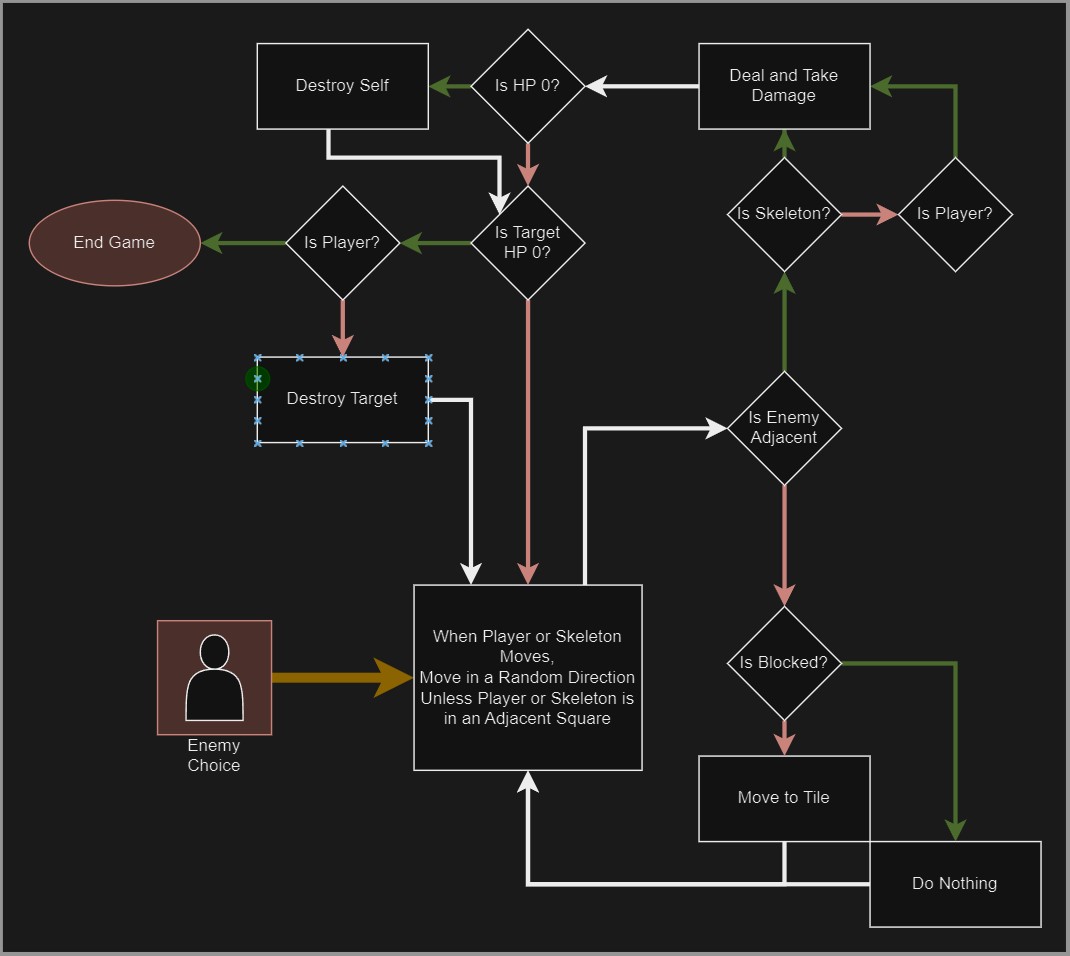 Destroy Self
Is HP 0?
Deal and Take
Damage
End Game
Is Player?
Is Target
HP 0?
Is Skeleton?
Is Player?
Destroy Target
Is Enemy
Adjacent
When Player or Skeleton
Moves,
Move in a Random Direction
Unless Player or Skeleton is
in an Adjacent Square
Is Blocked?
Enemy
Choice
Move to Tile
Do Nothing